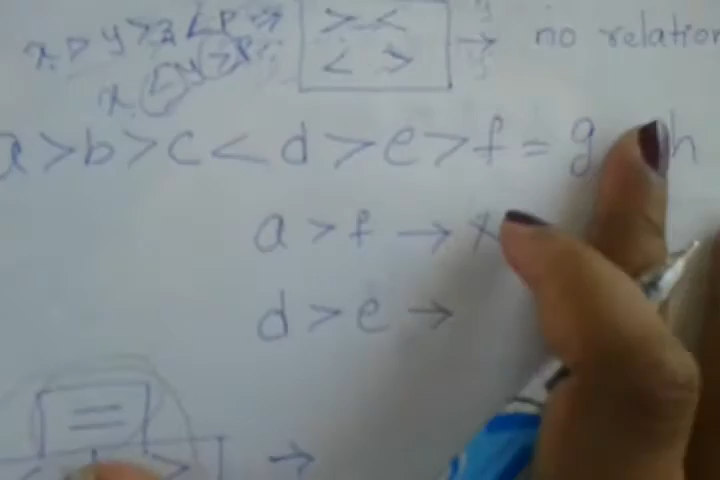 x > y > z < p ⇒ > < → no relation
x < y > p < >
a > b > c < d > e > f = g h
a > f → x
d > e →
=
< > →